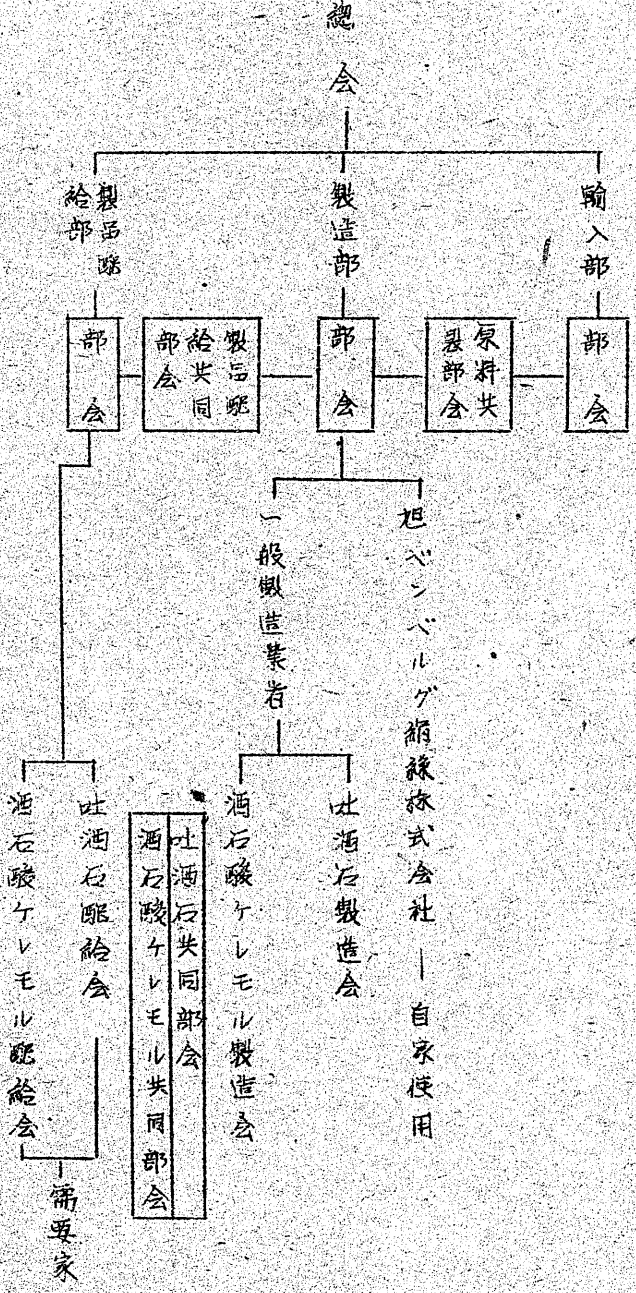 総会
輸入部
部会
原料共製部会
製造部
部会
製品配給共同部会
製品配給部
部会
旭ベンベルグ絹絲株式会社 ― 自家使用
一般製造業者
吐酒石製造会
酒石酸ケレモル製造会
吐酒石共同部会
酒石酸ケレモル共同部会
吐酒石配給会
酒石酸ケレモル配給会
需要家